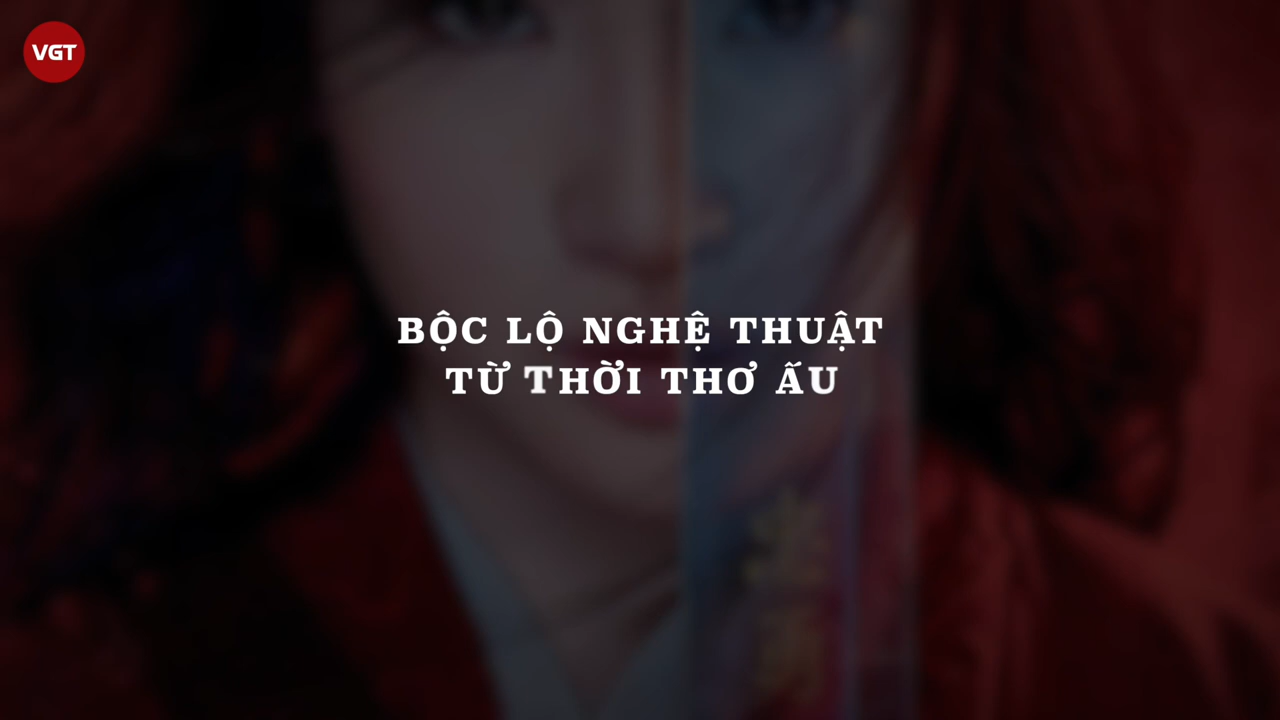 VGT
BỘC LỘ NGHỆ THUẬT
TỪ THỜI THƠ ẤU